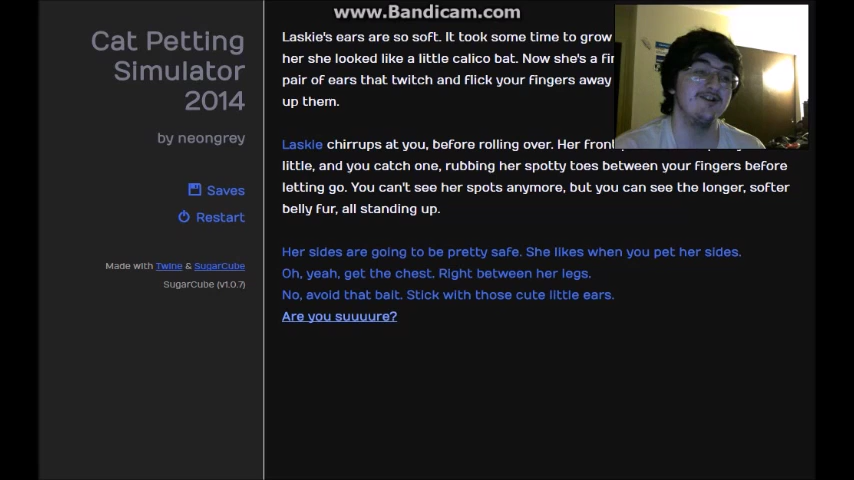 www.Bandicam.com
Cat Petting
Simulator
2014
by neongrey
Saves
Restart
Made with Twine & SugarCube
SugarCube (v1.0.7)
Laskie's ears are so soft. It took some time to grow
her she looked like a little calico bat. Now she's a
pair of ears that twitch and flick your fingers away
up them.
Laskie chirrups at you, before rolling over. Her
little, and you catch one, rubbing her spotty toes between your fingers before
letting go. You can't see her spots anymore, but you can see the longer, softer
belly fur, all standing up.
Her sides are going to be pretty safe. She likes when you pet her sides.
Oh, yeah, get the chest. Right between her legs.
No, avoid that bait. Stick with those cute little ears.
Are you suuuure?